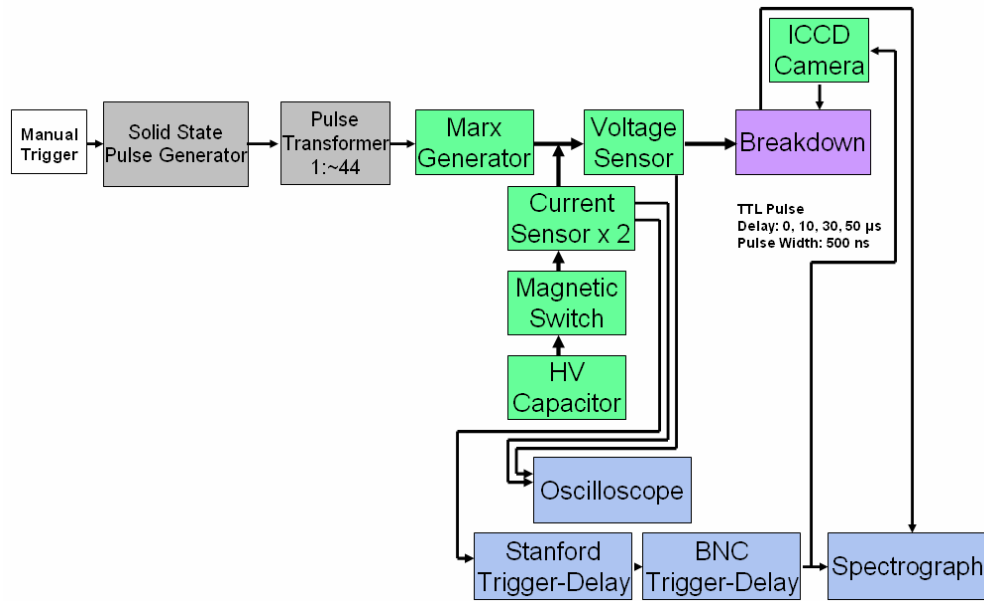 ICCD
Camera
Manual
Trigger
Solid State
Pulse Generator
Pulse
Transformer
1:~44
Marx
Generator
Voltage
Sensor
Breakdown
Current
Sensor x 2
TTL Pulse
Delay: 0, 10, 30, 50 µs
Pulse Width: 500 ns
Magnetic
Switch
HV
Capacitor
Oscilloscope
Stanford
Trigger-Delay
BNC
Trigger-Delay
Spectrograph